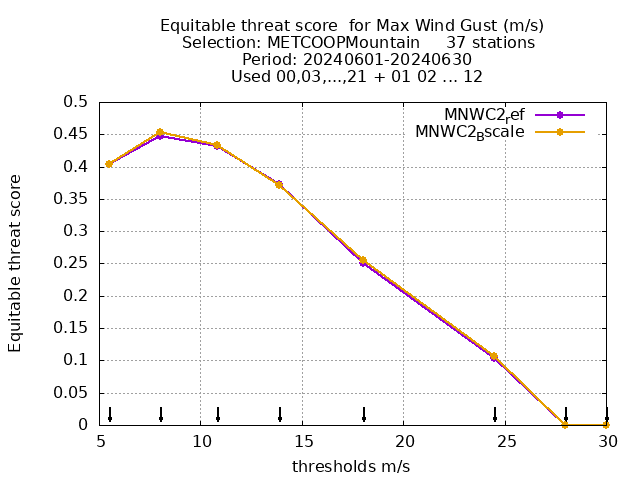 Equitable threat score  for Max Wind Gust (m/s)
Selection: METCOOPMountain     37 stations
Period: 20240601-20240630
Used 00,03,...,21 + 01 02 ... 12
MNWC2ref
MNWC2Bscale
Equitable threat score
0.5
0.45
0.4
0.35
0.3
0.25
0.2
0.15
0.1
0.05
0
5 10 15 20 25 30
thresholds m/s